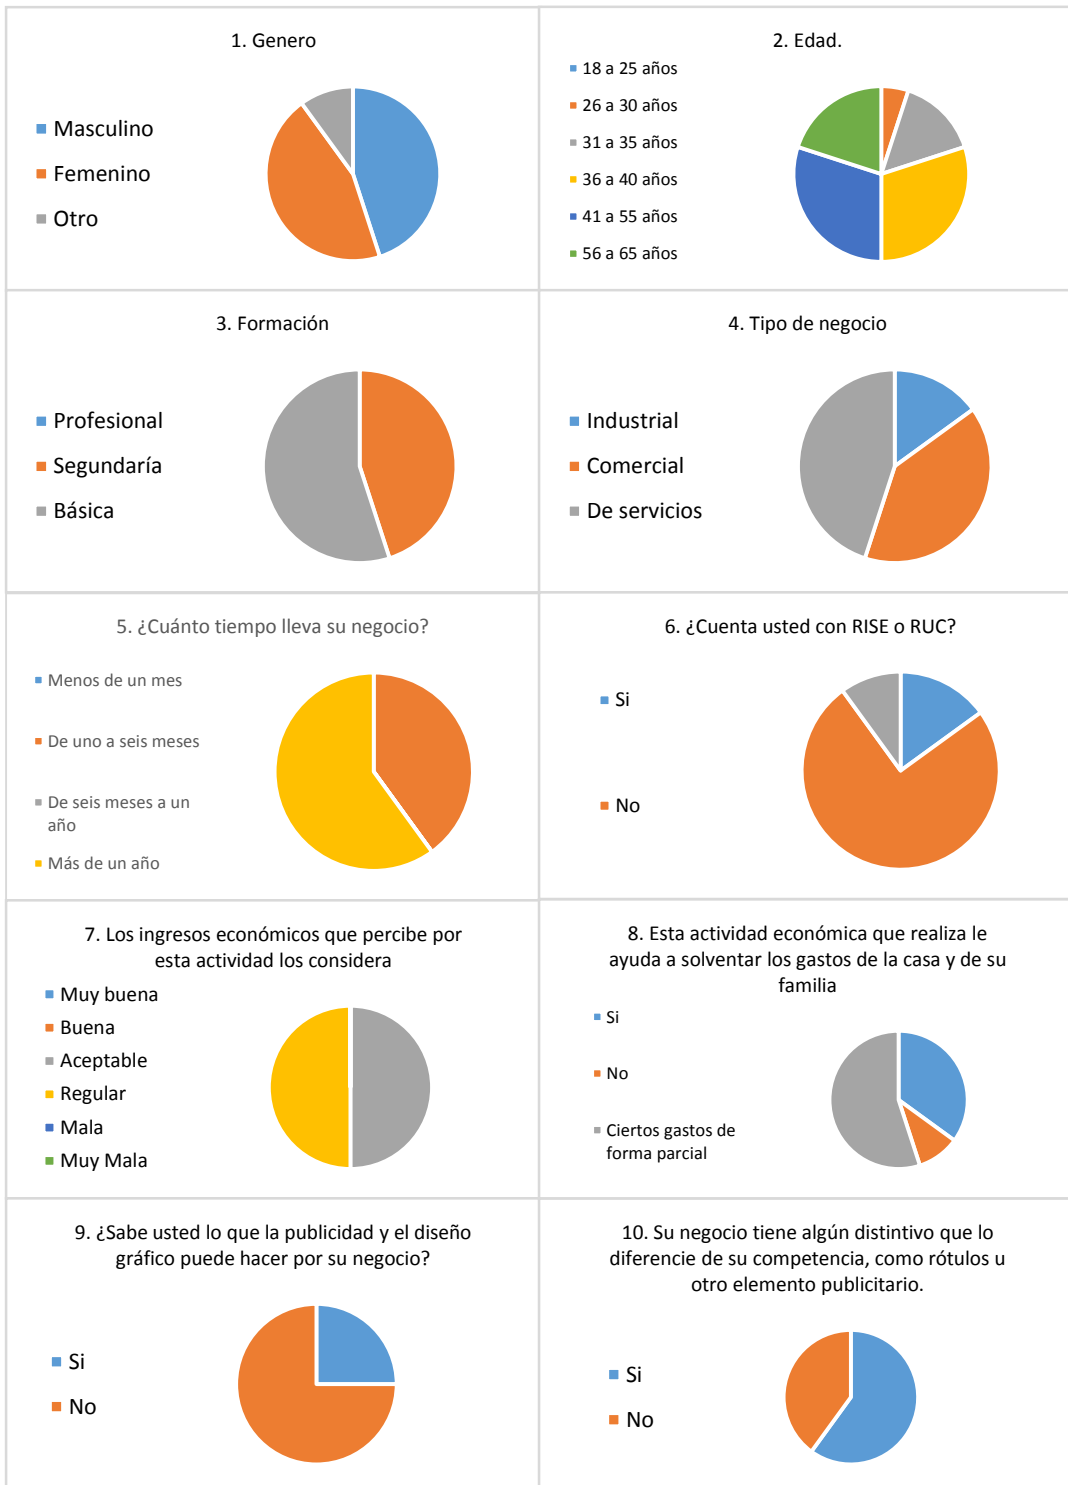 1. Genero
Masculino
Femenino
Otro
2. Edad.
18 a 25 años
26 a 30 años
31 a 35 años
36 a 40 años
41 a 55 años
56 a 65 años
3. Formación
Profesional
Segundaría
Básica
4. Tipo de negocio
Industrial
Comercial
De servicios
5. ¿Cuánto tiempo lleva su negocio?
Menos de un mes
De uno a seis meses
De seis meses a un
año
Más de un año
6. ¿Cuenta usted con RISE o RUC?
Si
No
7. Los ingresos económicos que percibe por
esta actividad los considera
Muy buena
Buena
Aceptable
Regular
Mala
Muy Mala
8. Esta actividad económica que realiza le
ayuda a solventar los gastos de la casa y de su
familia
Si
No
Ciertos gastos de
forma parcial
9. ¿Sabe usted lo que la publicidad y el diseño
gráfico puede hacer por su negocio?
Si
No
10. Su negocio tiene algún distintivo que lo
diferencie de su competencia, como rótulos u
otro elemento publicitario.
Si
No